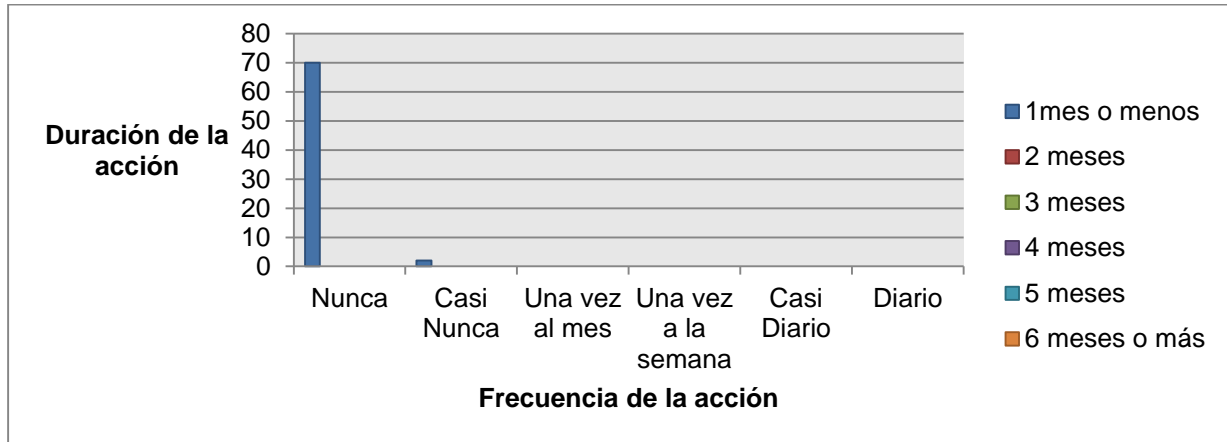 80
70
60
50
40
30
20
10
0
Duración de la
acción
Nunca
Casi
Nunca
Una vez
al mes
Una vez
a la
semana
Casi
Diario
Diario
Frecuencia de la acción
1mes o menos
2 meses
3 meses
4 meses
5 meses
6 meses o más